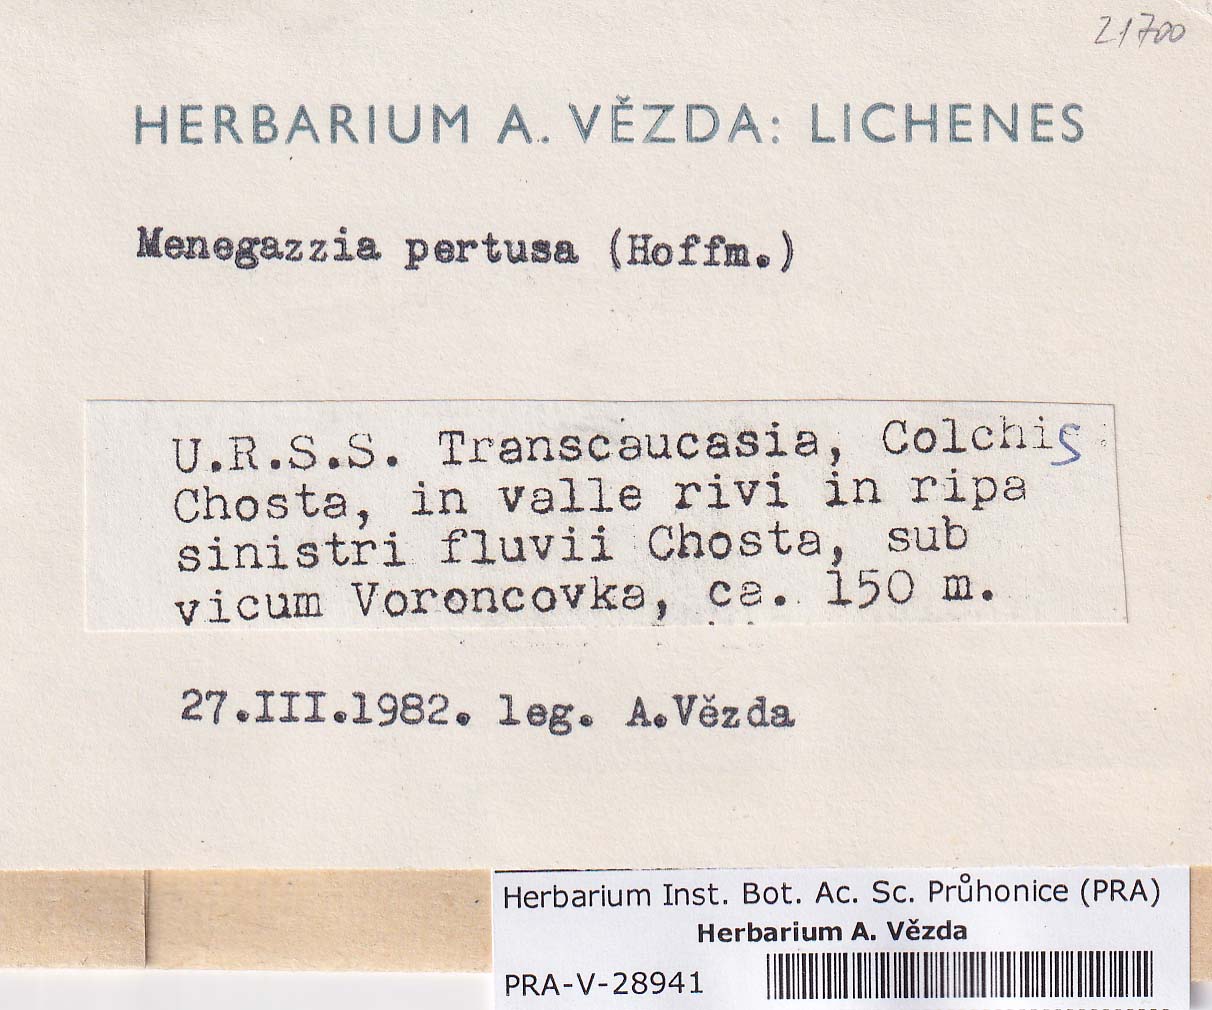 21700
HERBARIUM A. VĚZDA: LICHENES
Menegazzia pertusa (Hoffm.)
U.R.S.S. Transcaucasia, Colchis
Chosta, in valle rivi in ripa
sinistri fluvii Chosta, sub
vicum Voroncovka, ca. 150 m.
27.III.1982. leg. A.Vězda
Herbarium Inst. Bot. Ac. Sc. Průhonice (PRA)
Herbarium A. Vězda
PRA-V-28941